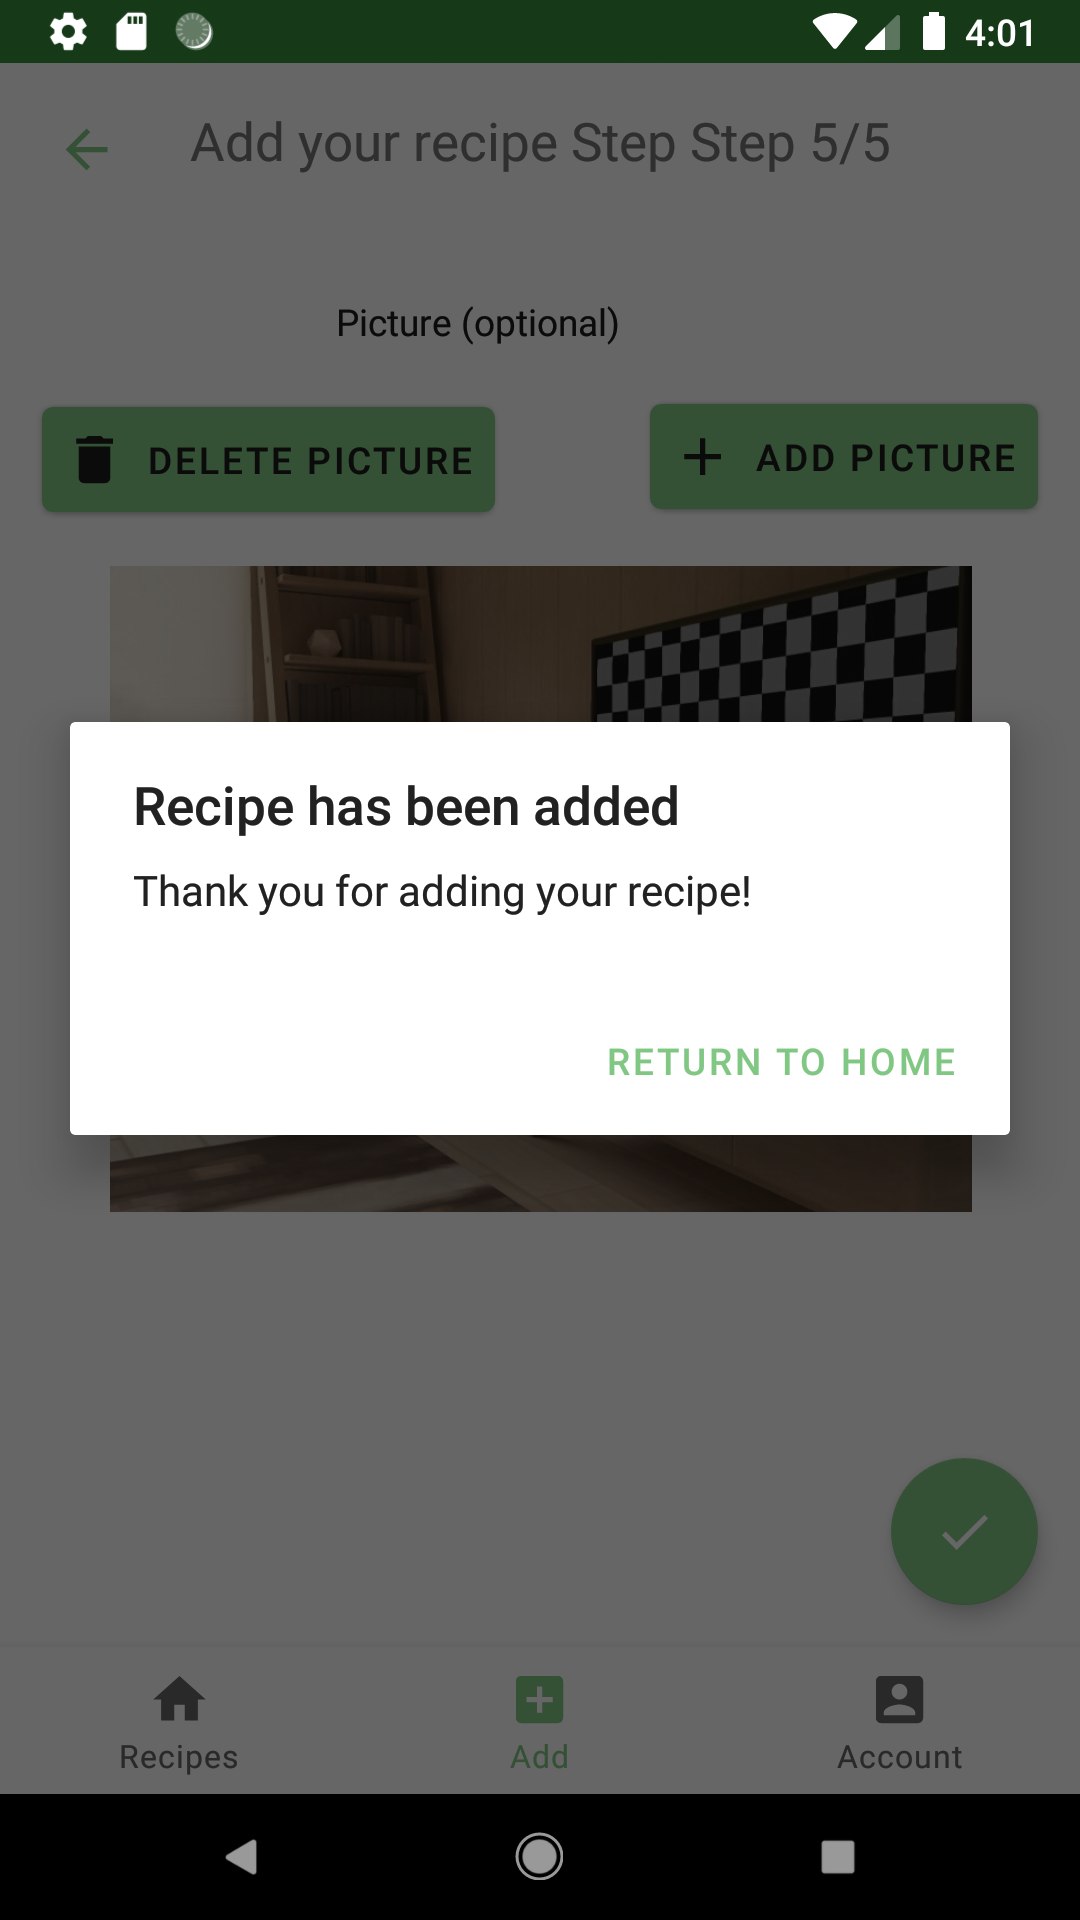 4:01
Add your recipe Step Step 5/5
Picture (optional)
DELETE PICTURE
ADD PICTURE
Recipe has been added
Thank you for adding your recipe!
RETURN TO HOME
Recipes
Add
Account